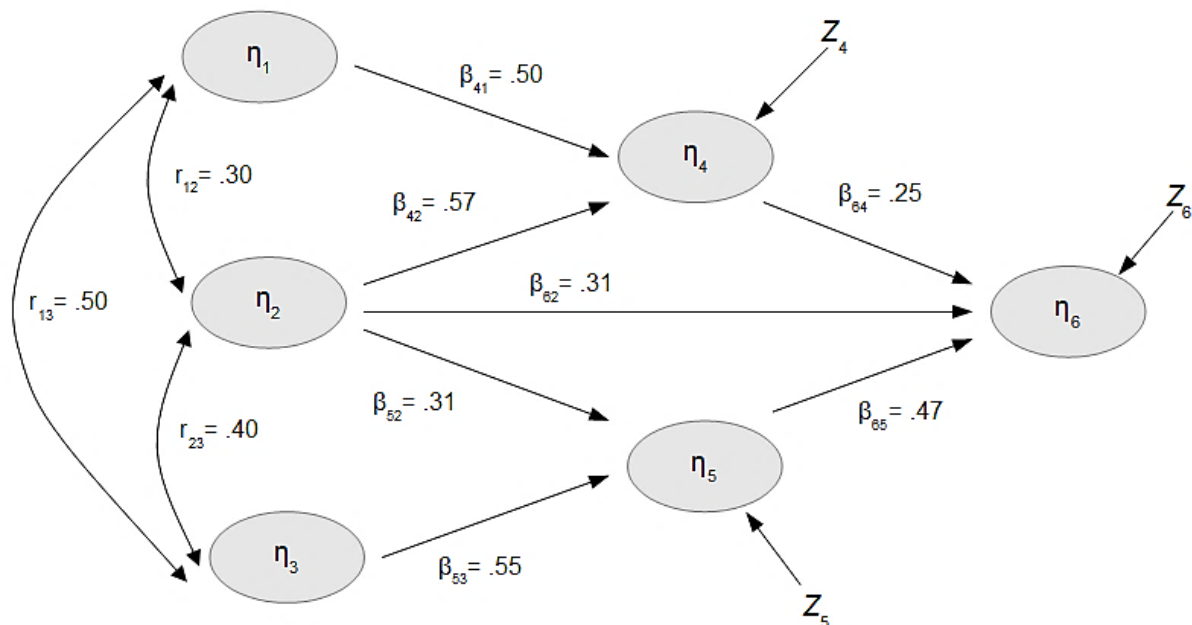 η₁
Z₄
β₄₁= .50
η₄
r₁₂= .30
β₄₂= .57
β₆₄= .25
Z₆
r₁₃= .50
η₂
β₆₂= .31
η₆
β₅₂= .31
r₂₃= .40
β₆₅= .47
η₅
η₃
β₅₃= .55
Z₅